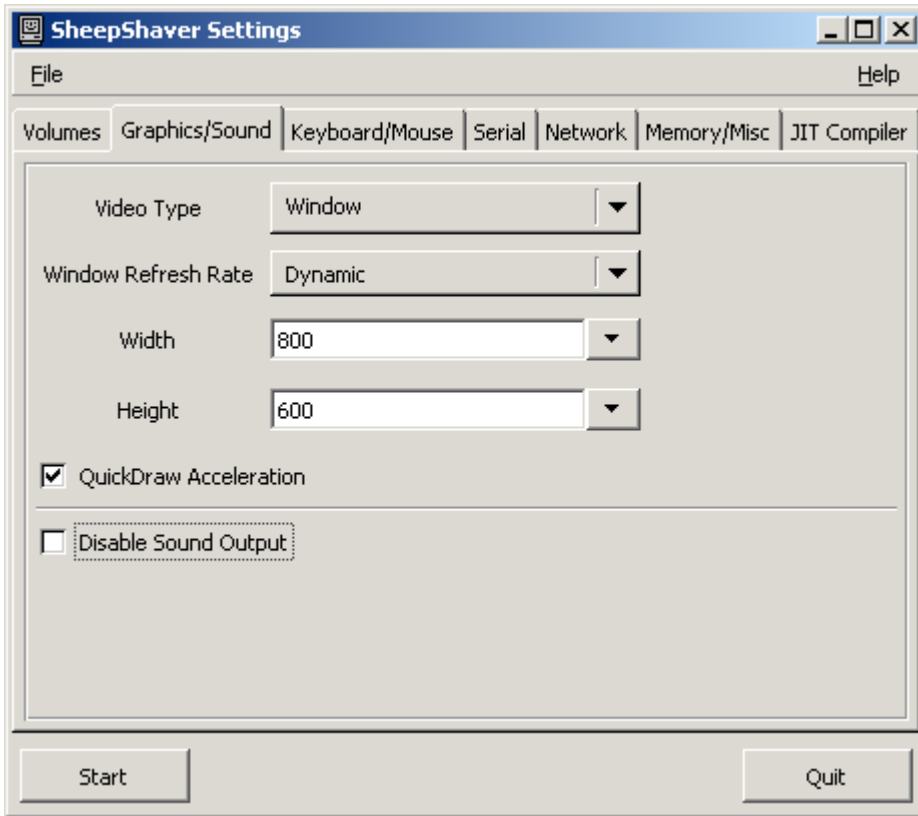 SheepShaver Settings
File Help
Volumes Graphics/Sound Keyboard/Mouse Serial Network Memory/Misc JIT Compiler
Video Type Window
Window Refresh Rate Dynamic
Width 800
Height 600
QuickDraw Acceleration
Disable Sound Output
Start Quit